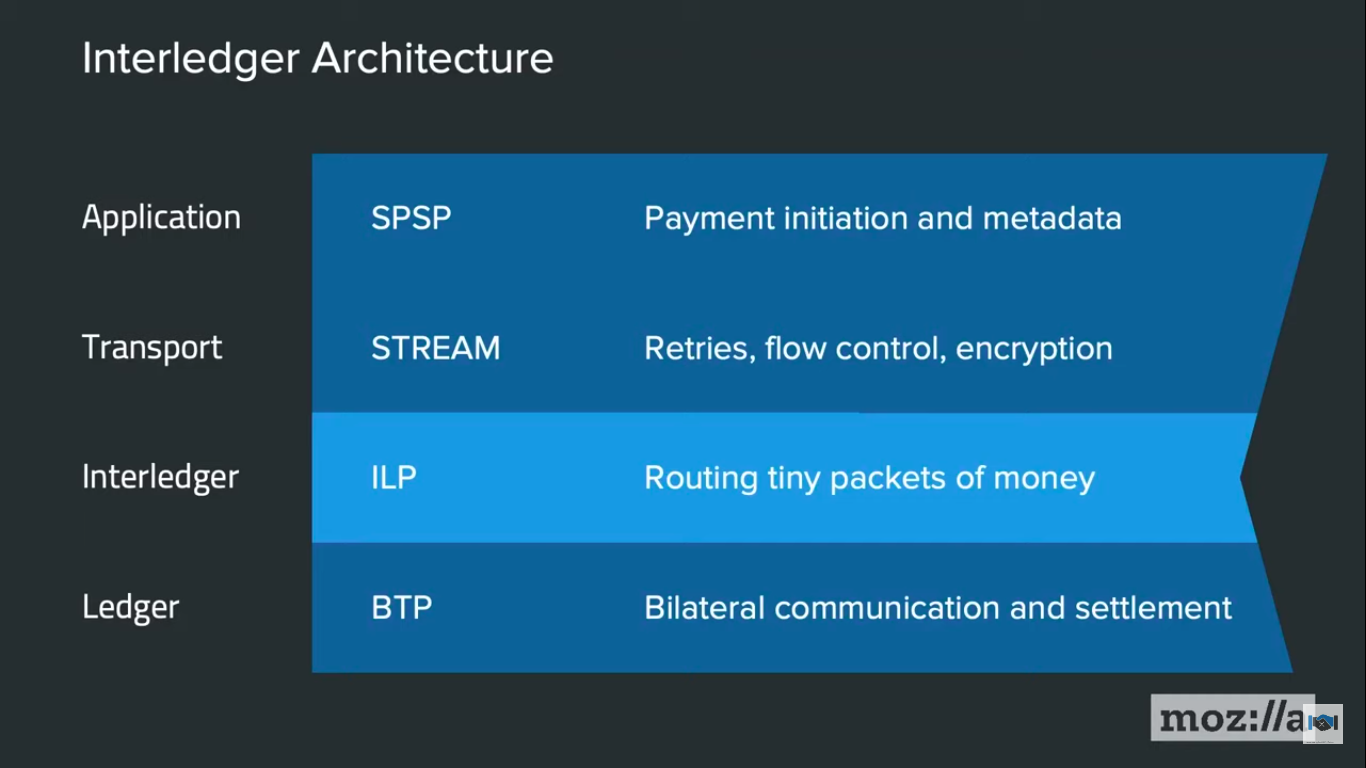 Interledger Architecture
Application SPSP Payment initiation and metadata
Transport STREAM Retries, flow control, encryption
Interledger ILP Routing tiny packets of money
Ledger BTP Bilateral communication and settlement
moz://a